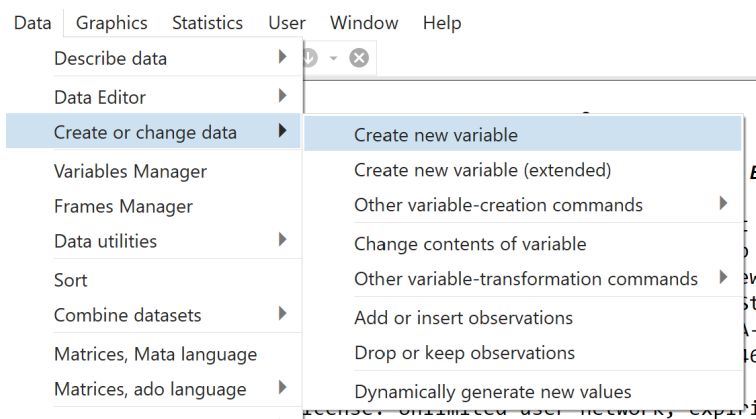 Data Graphics Statistics User Window Help
Describe data
Data Editor
Create or change data
Variables Manager
Frames Manager
Data utilities
Sort
Combine datasets
Matrices, Mata language
Matrices, ado language
Create new variable
Create new variable (extended)
Other variable-creation commands
Change contents of variable
Other variable-transformation commands
Add or insert observations
Drop or keep observations
Dynamically generate new values